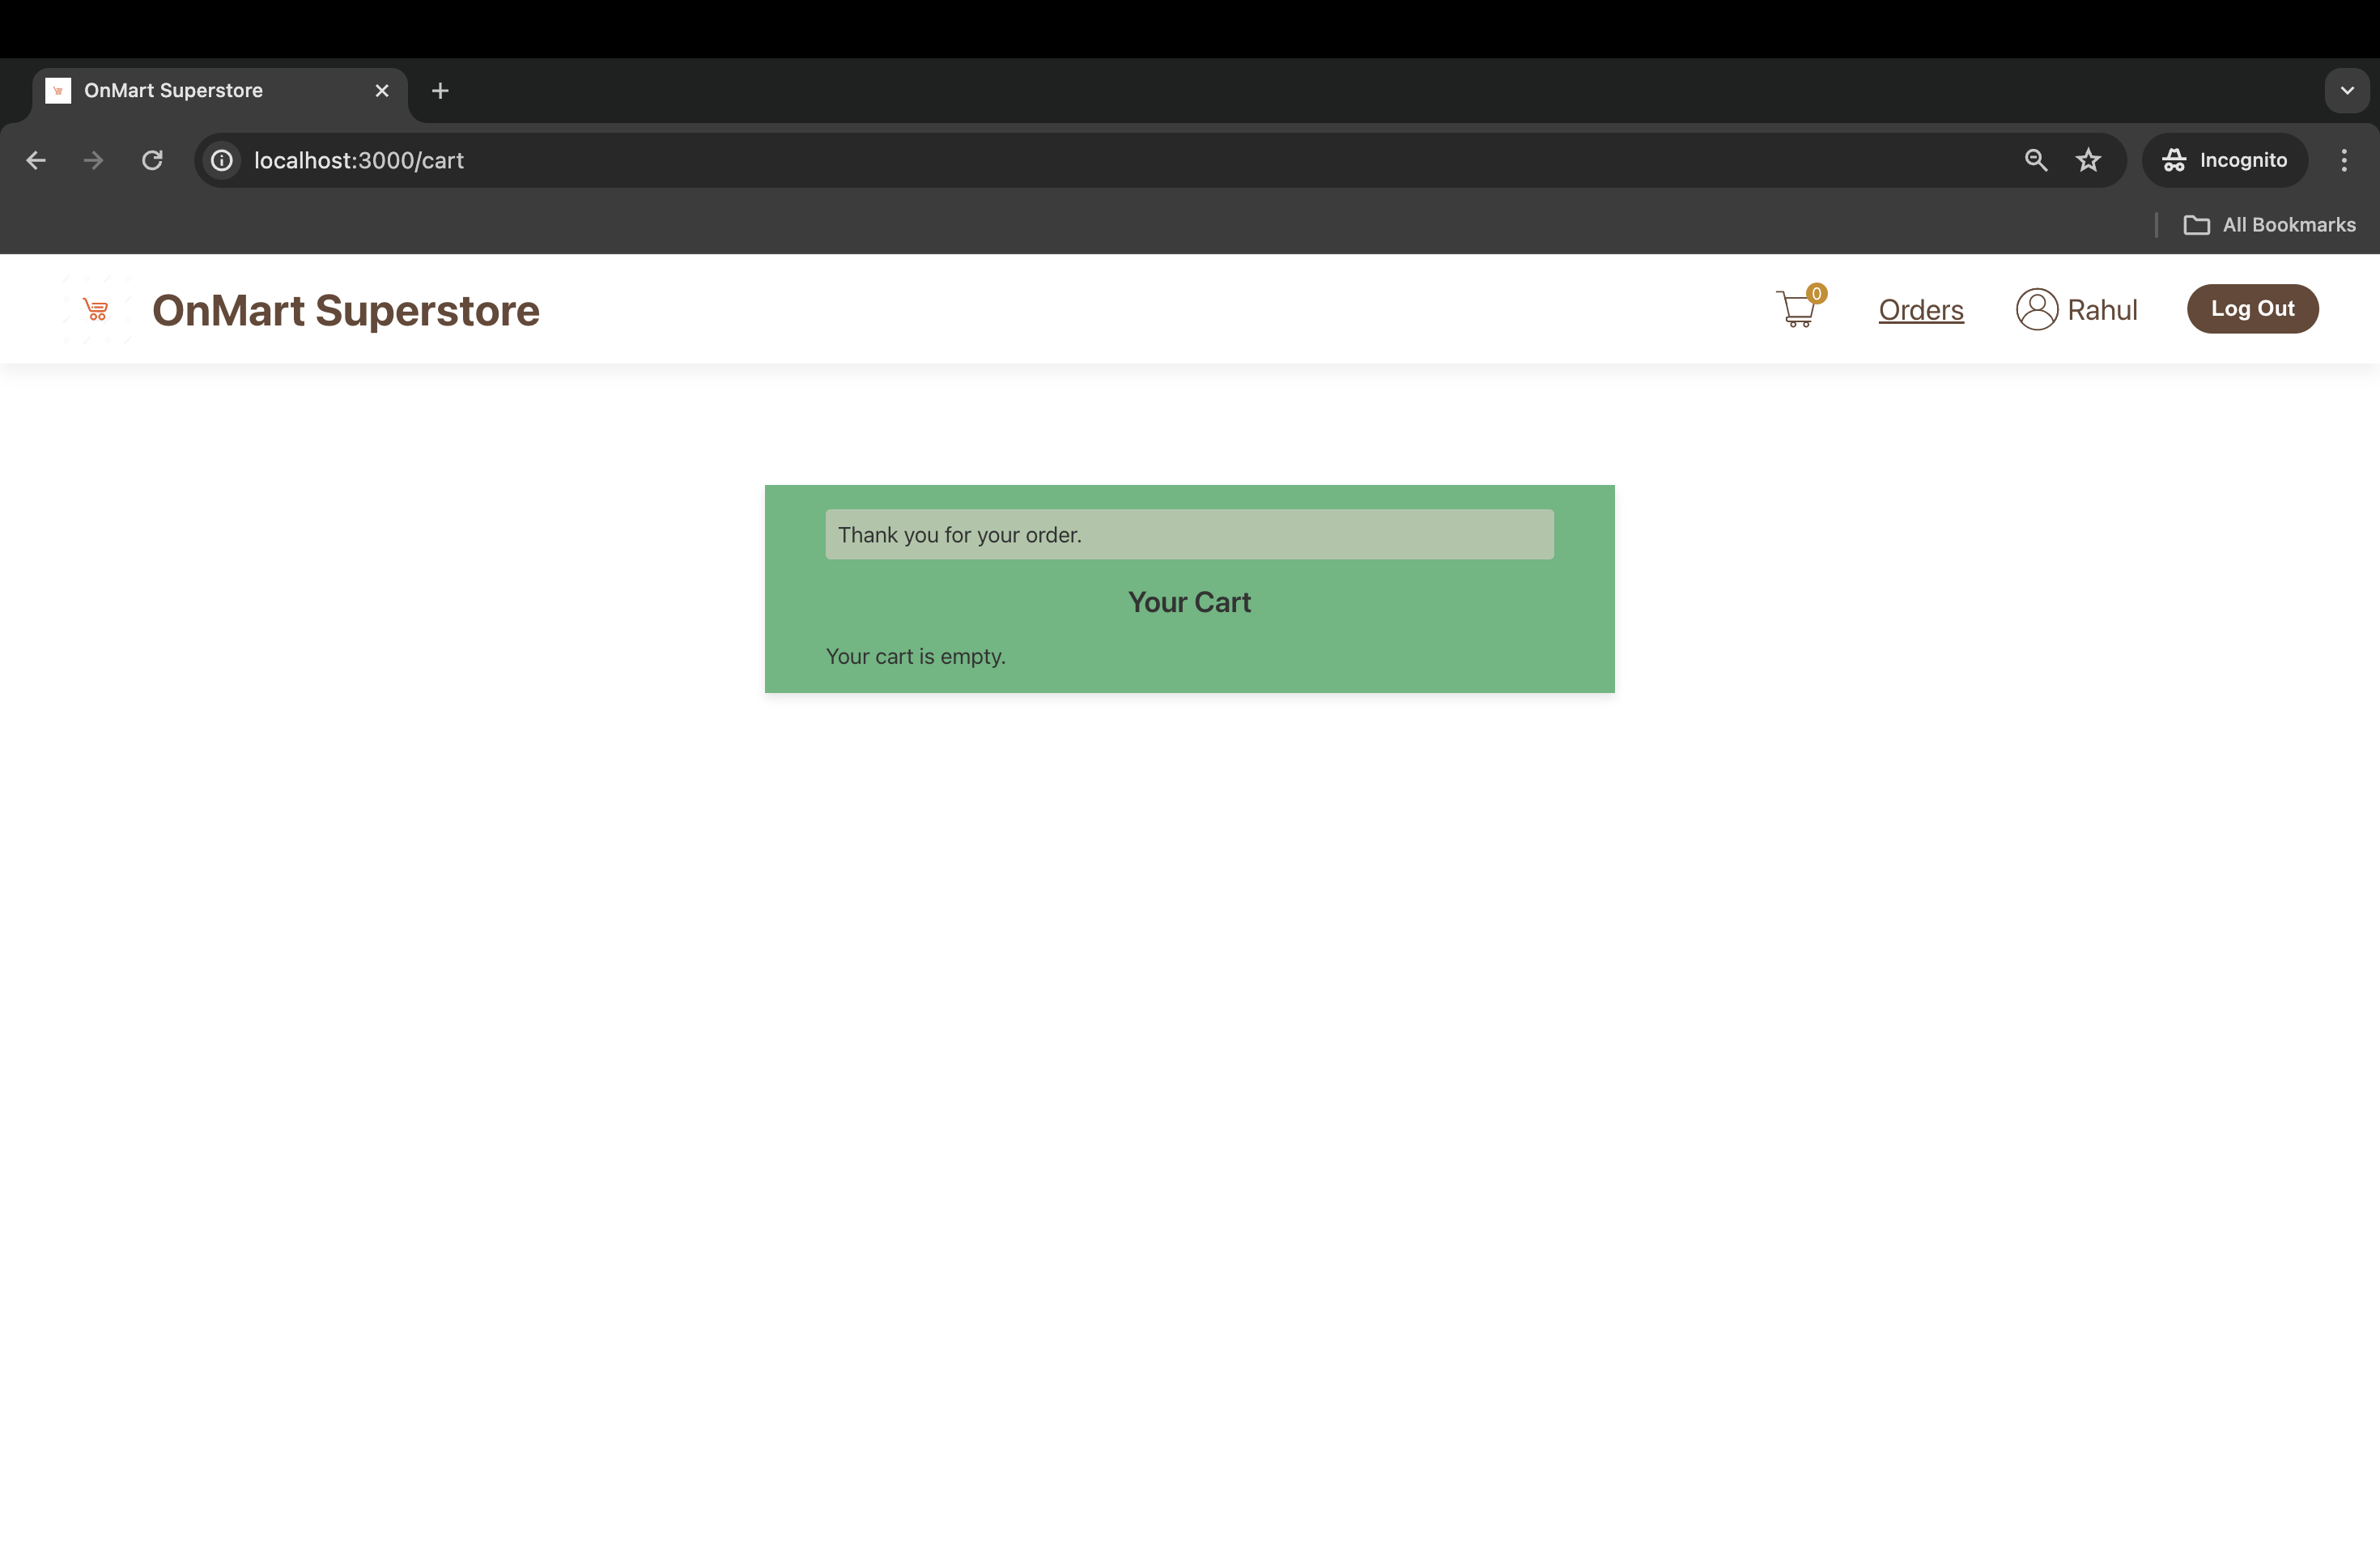 OnMart Superstore
localhost:3000/cart
Incognito
All Bookmarks
OnMart Superstore
0
Orders
Rahul
Log Out
Thank you for your order.
Your Cart
Your cart is empty.